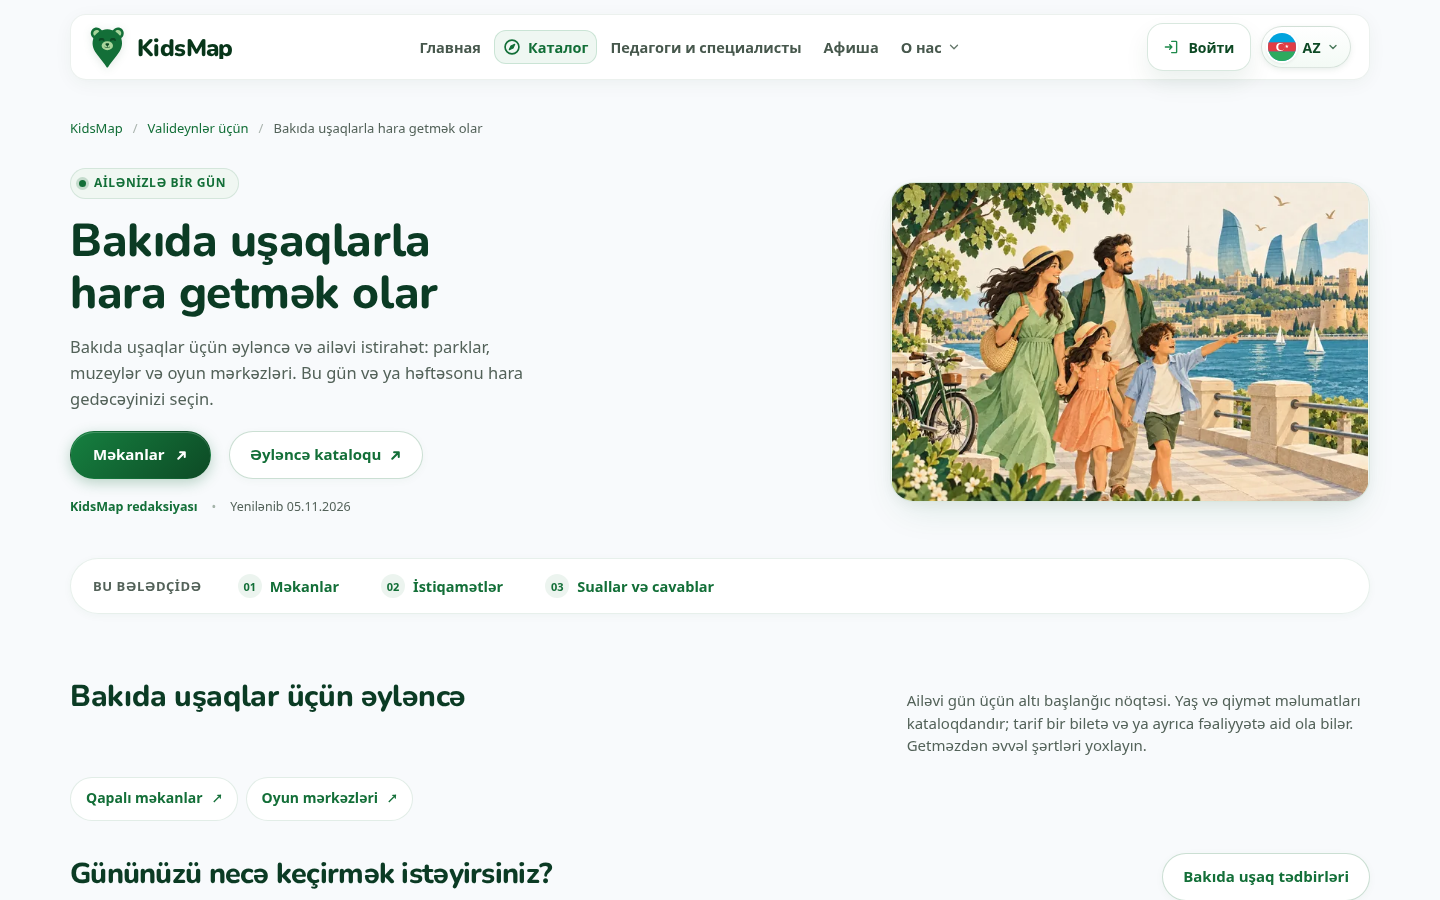 KidsMap
Главная
Каталог
Педагоги и специалисты
Афиша
О нас
Войти
AZ
KidsMap / Valideynlər üçün / Bakıda uşaqlarla hara getmək olar
AİLƏNİZLƏ BİR GÜN
Bakıda uşaqlarla
hara getmək olar
Bakıda uşaqlar üçün əyləncə və ailəvi istirahət: parklar,
muzeylər və oyun mərkəzləri. Bu gün və ya həftəsonu hara
gedəcəyinizi seçin.
Məkanlar
Əyləncə kataloqu
KidsMap redaksiyası • Yenilənib 05.11.2026
BU BƏLƏDÇİDƏ
01 Məkanlar
02 İstiqamətlər
03 Suallar və cavablar
Bakıda uşaqlar üçün əyləncə
Ailəvi gün üçün altı başlanğıc nöqtəsi. Yaş və qiymət məlumatları
kataloqdandır; tarif bir biletə və ya ayrıca fəaliyyətə aid ola bilər.
Getməzdən əvvəl şərtləri yoxlayın.
Qapalı məkanlar ↗
Oyun mərkəzləri ↗
Gününüzü necə keçirmək istəyirsiniz?
Bakıda uşaq tədbirləri